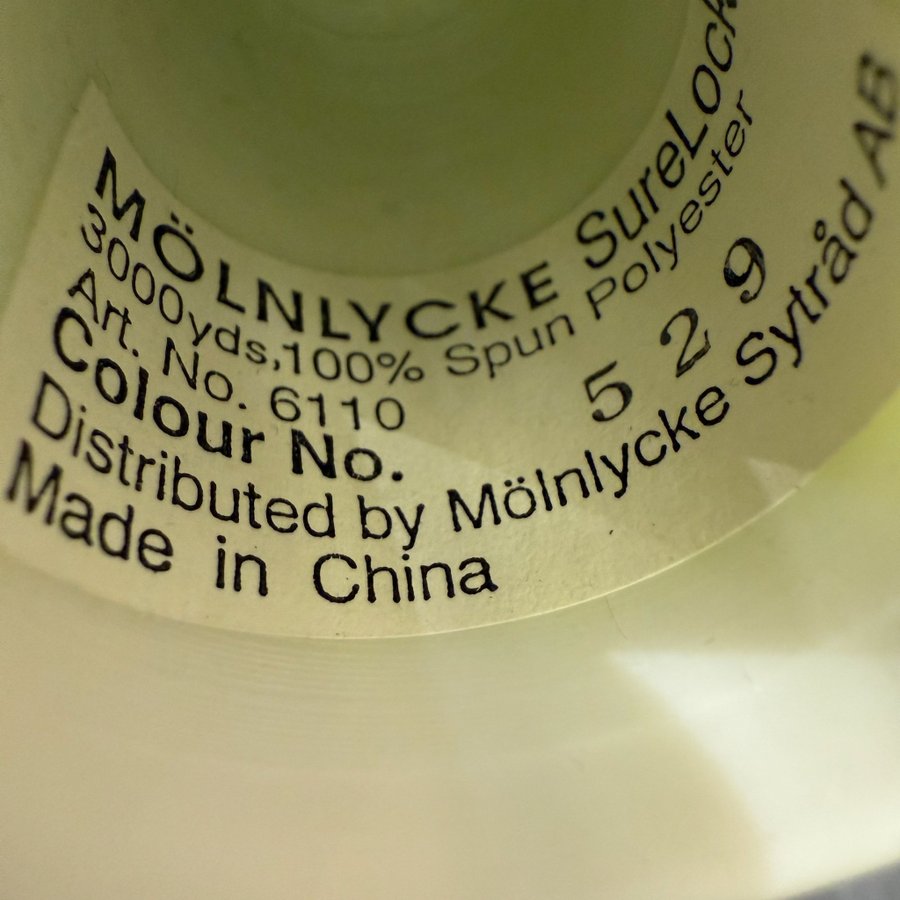 MÖLNLYCKE SureLock
3000yds,100% Spun Polyester
Art. No. 6110
Colour No. 529
Distributed by Mölnlycke Sytråd AB
Made in China